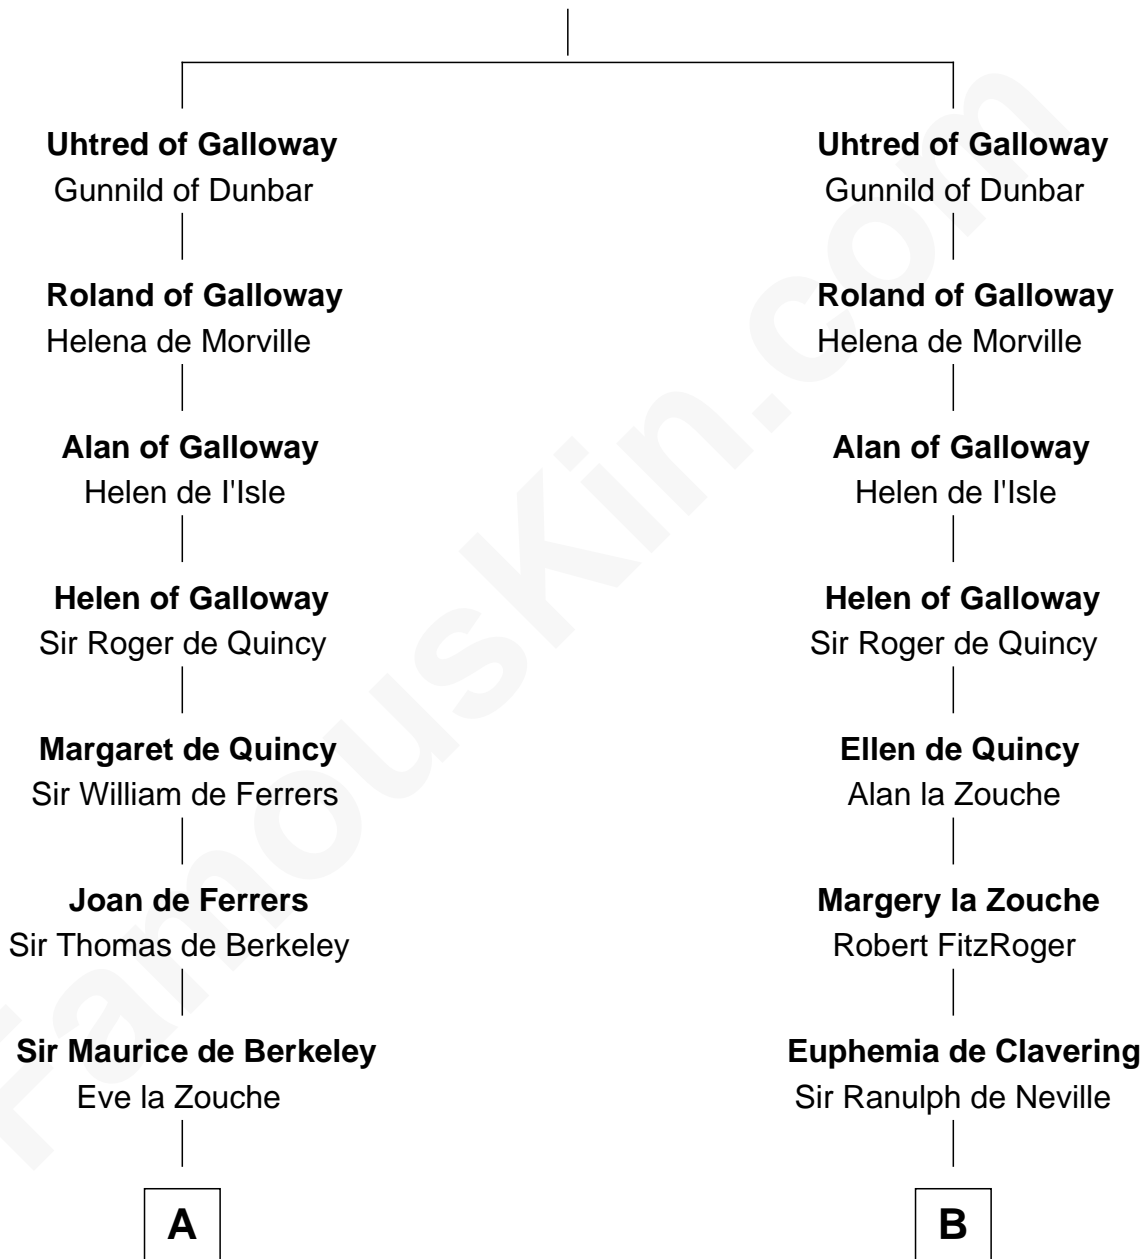 Uhtred of Galloway
Gunnild of Dunbar
Roland of Galloway
Helena de Morville
Alan of Galloway
Helen de I'Isle
Helen of Galloway
Sir Roger de Quincy
Margaret de Quincy
Sir William de Ferrers
Joan de Ferrers
Sir Thomas de Berkeley
Sir Maurice de Berkeley
Eve la Zouche
A
Uhtred of Galloway
Gunnild of Dunbar
Roland of Galloway
Helena de Morville
Alan of Galloway
Helen de I'Isle
Helen of Galloway
Sir Roger de Quincy
Ellen de Quincy
Alan la Zouche
Margery la Zouche
Robert FitzRoger
Euphemia de Clavering
Sir Ranulph de Neville
B
FamousKin.com